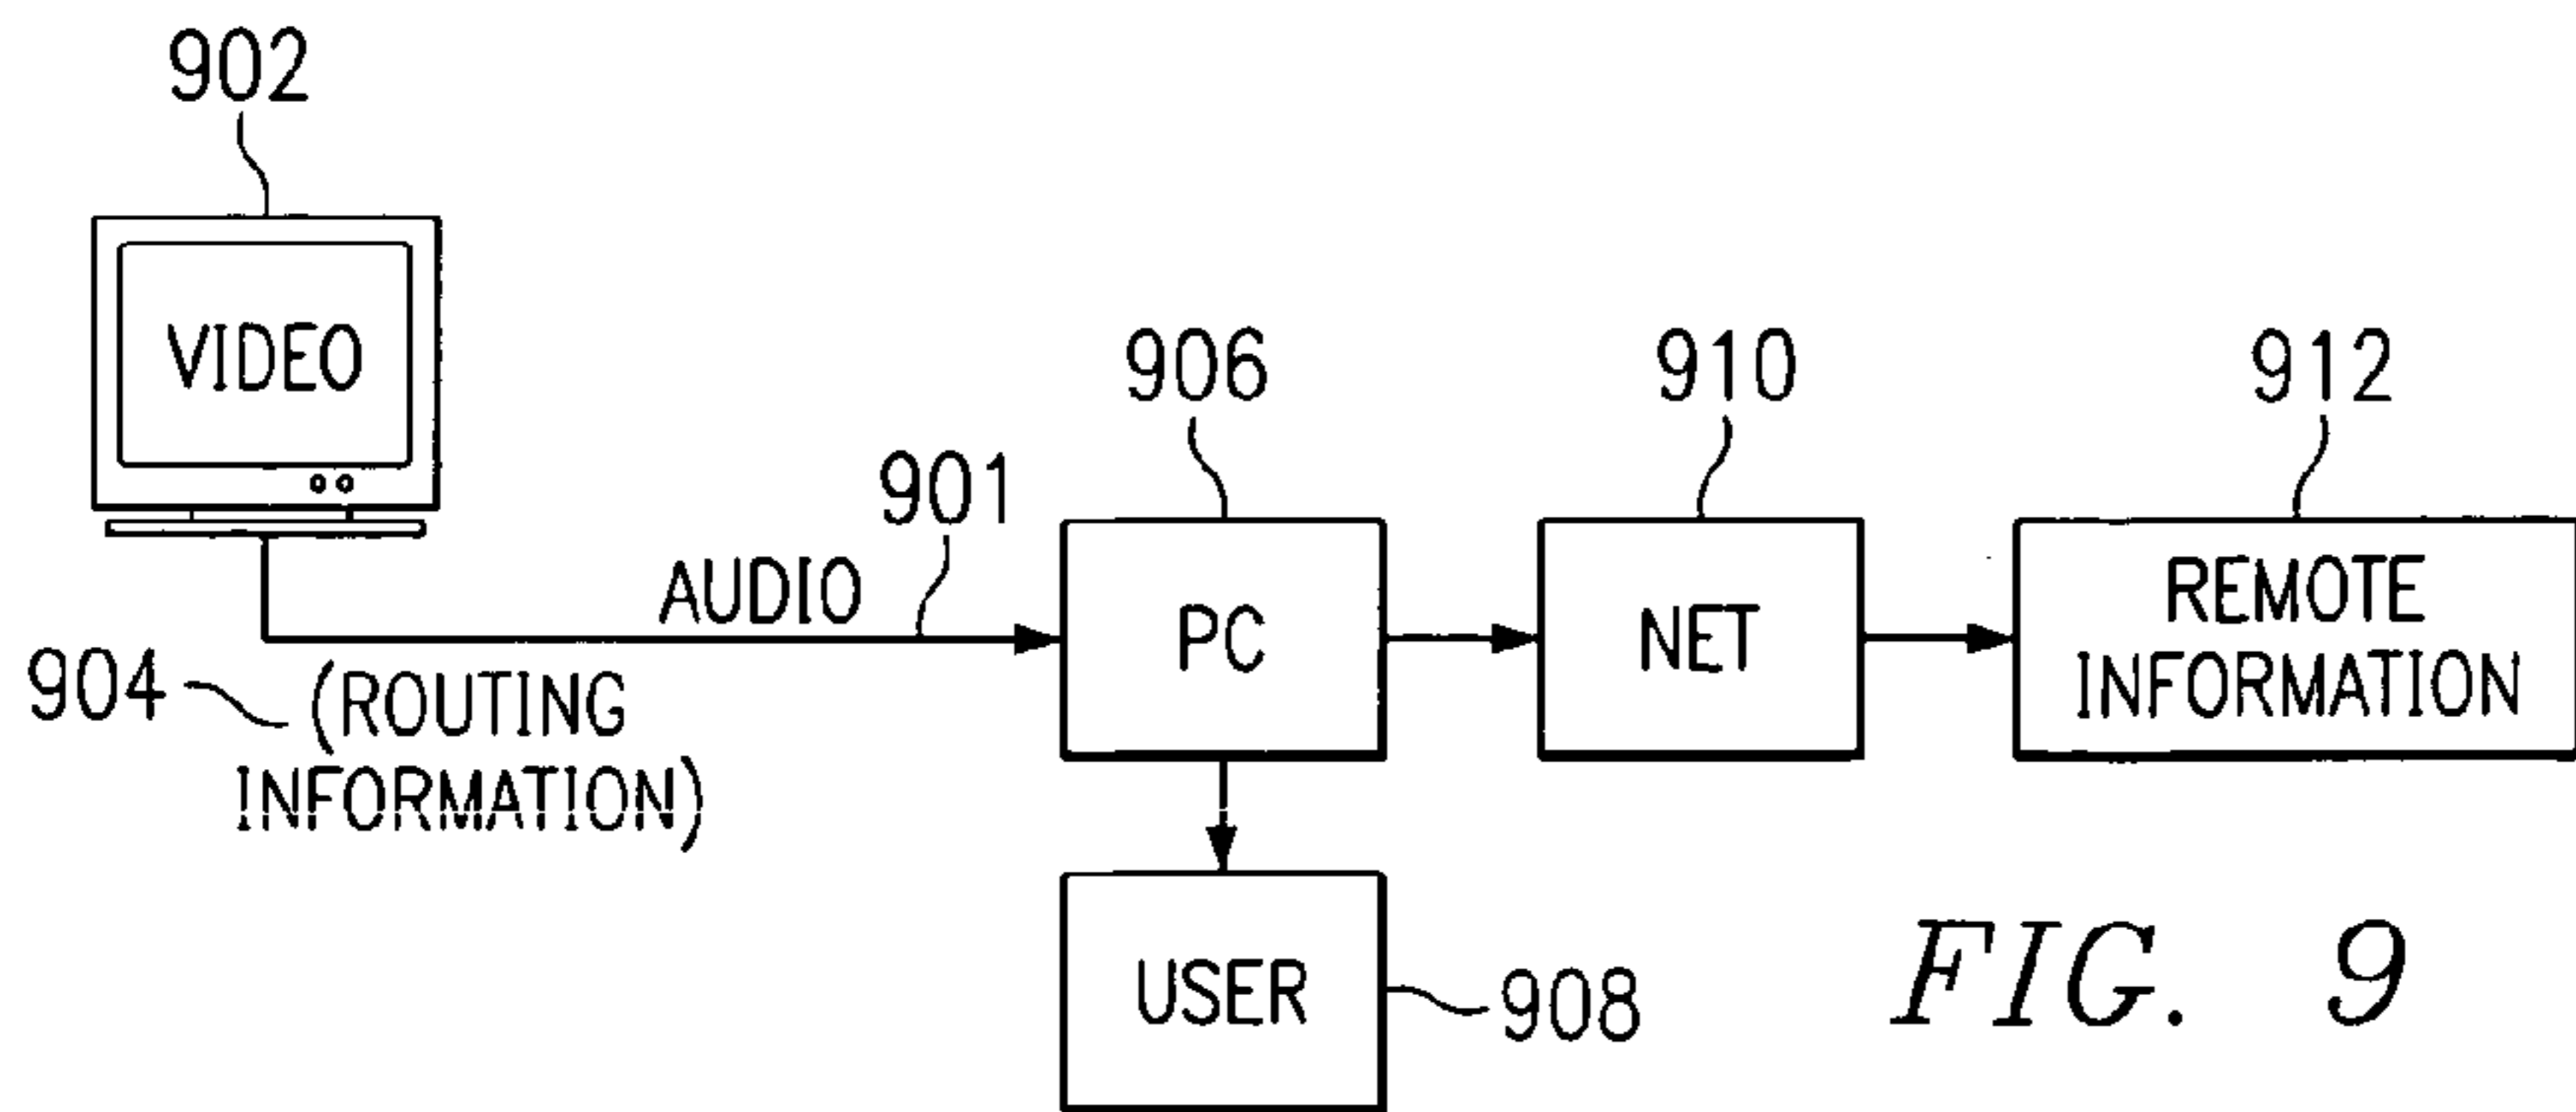 902
VIDEO
901
AUDIO
904
(ROUTING
INFORMATION)
906
PC
910
NET
912
REMOTE
INFORMATION
USER
908
FIG. 9